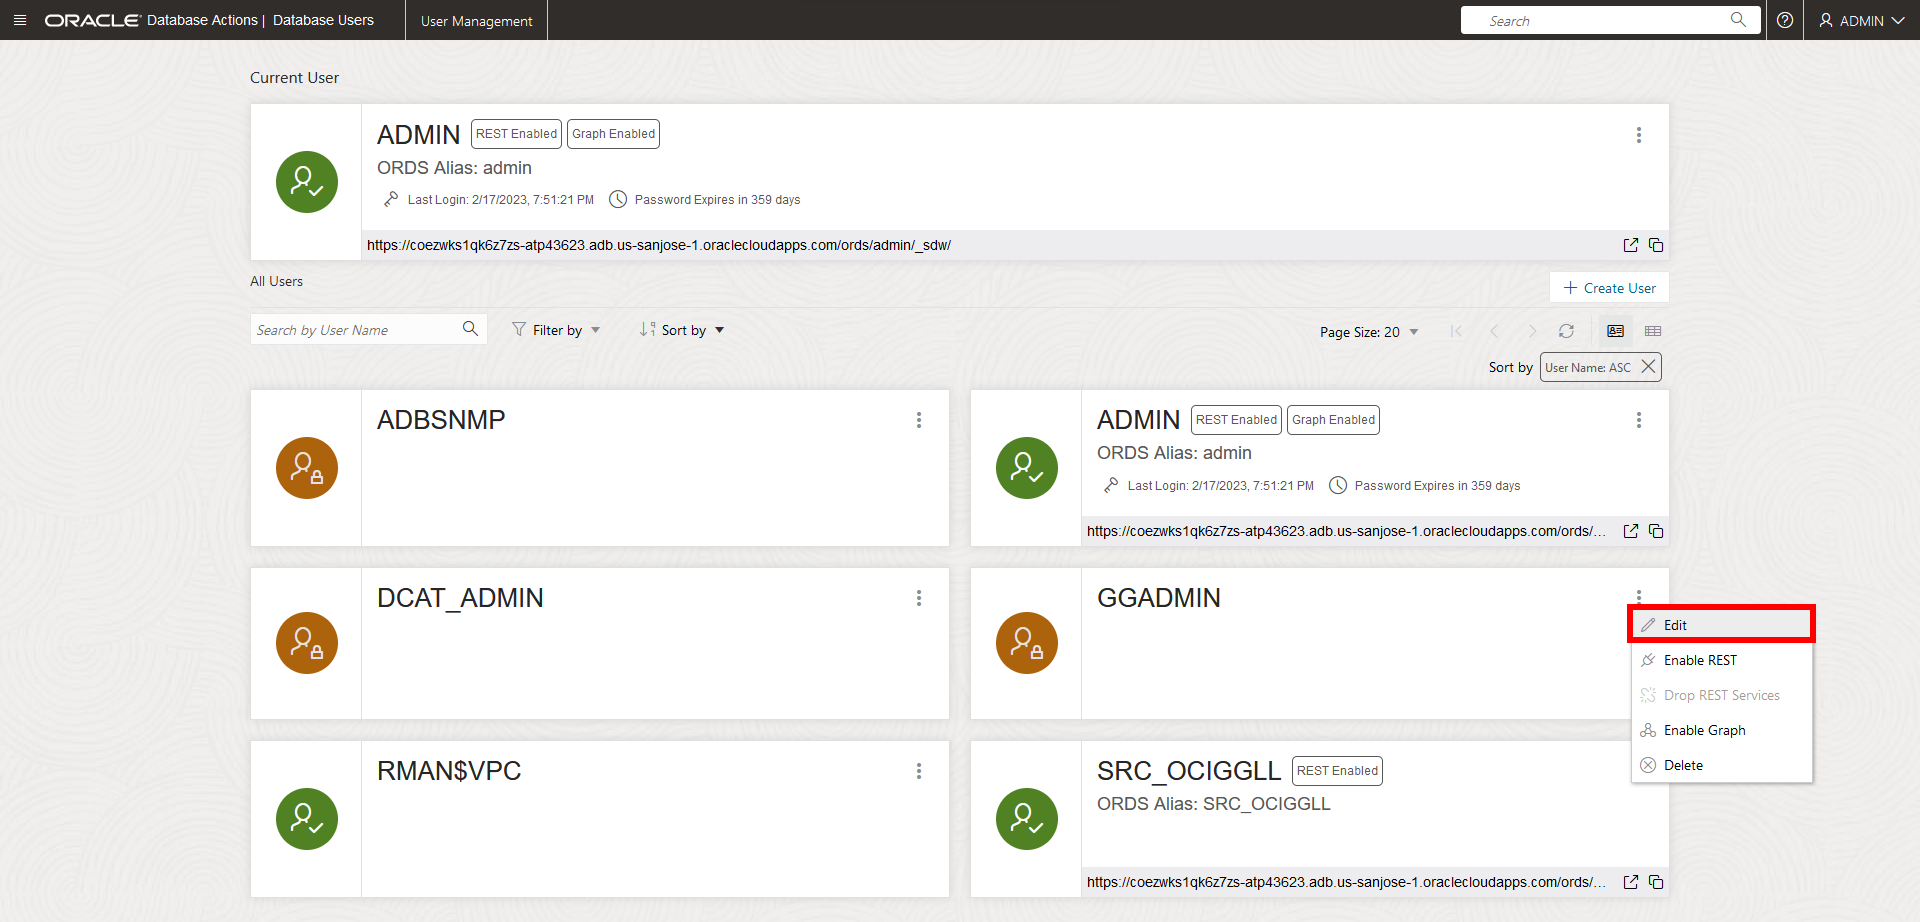 ORACLE Database Actions | Database Users
User Management
Search
ADMIN
Current User
ADMIN REST Enabled Graph Enabled
ORDS Alias: admin
Last Login: 2/17/2023, 7:51:21 PM Password Expires in 359 days
https://coezwks1qk6z7zs-atp43623.adb.us-sanjose-1.oraclecloudapps.com/ords/admin/_sdw/
All Users
Create User
Search by User Name
Filter by
Sort by
Page Size: 20
Sort by User Name: ASC
ADBSNMP
ADMIN REST Enabled Graph Enabled
ORDS Alias: admin
Last Login: 2/17/2023, 7:51:21 PM Password Expires in 359 days
https://coezwks1qk6z7zs-atp43623.adb.us-sanjose-1.oraclecloudapps.com/ords/...
DCAT_ADMIN
GGADMIN
Edit
Enable REST
Drop REST Services
Enable Graph
Delete
RMAN$VPC
SRC_OCIGGLL REST Enabled
ORDS Alias: SRC_OCIGGLL
https://coezwks1qk6z7zs-atp43623.adb.us-sanjose-1.oraclecloudapps.com/ords/...